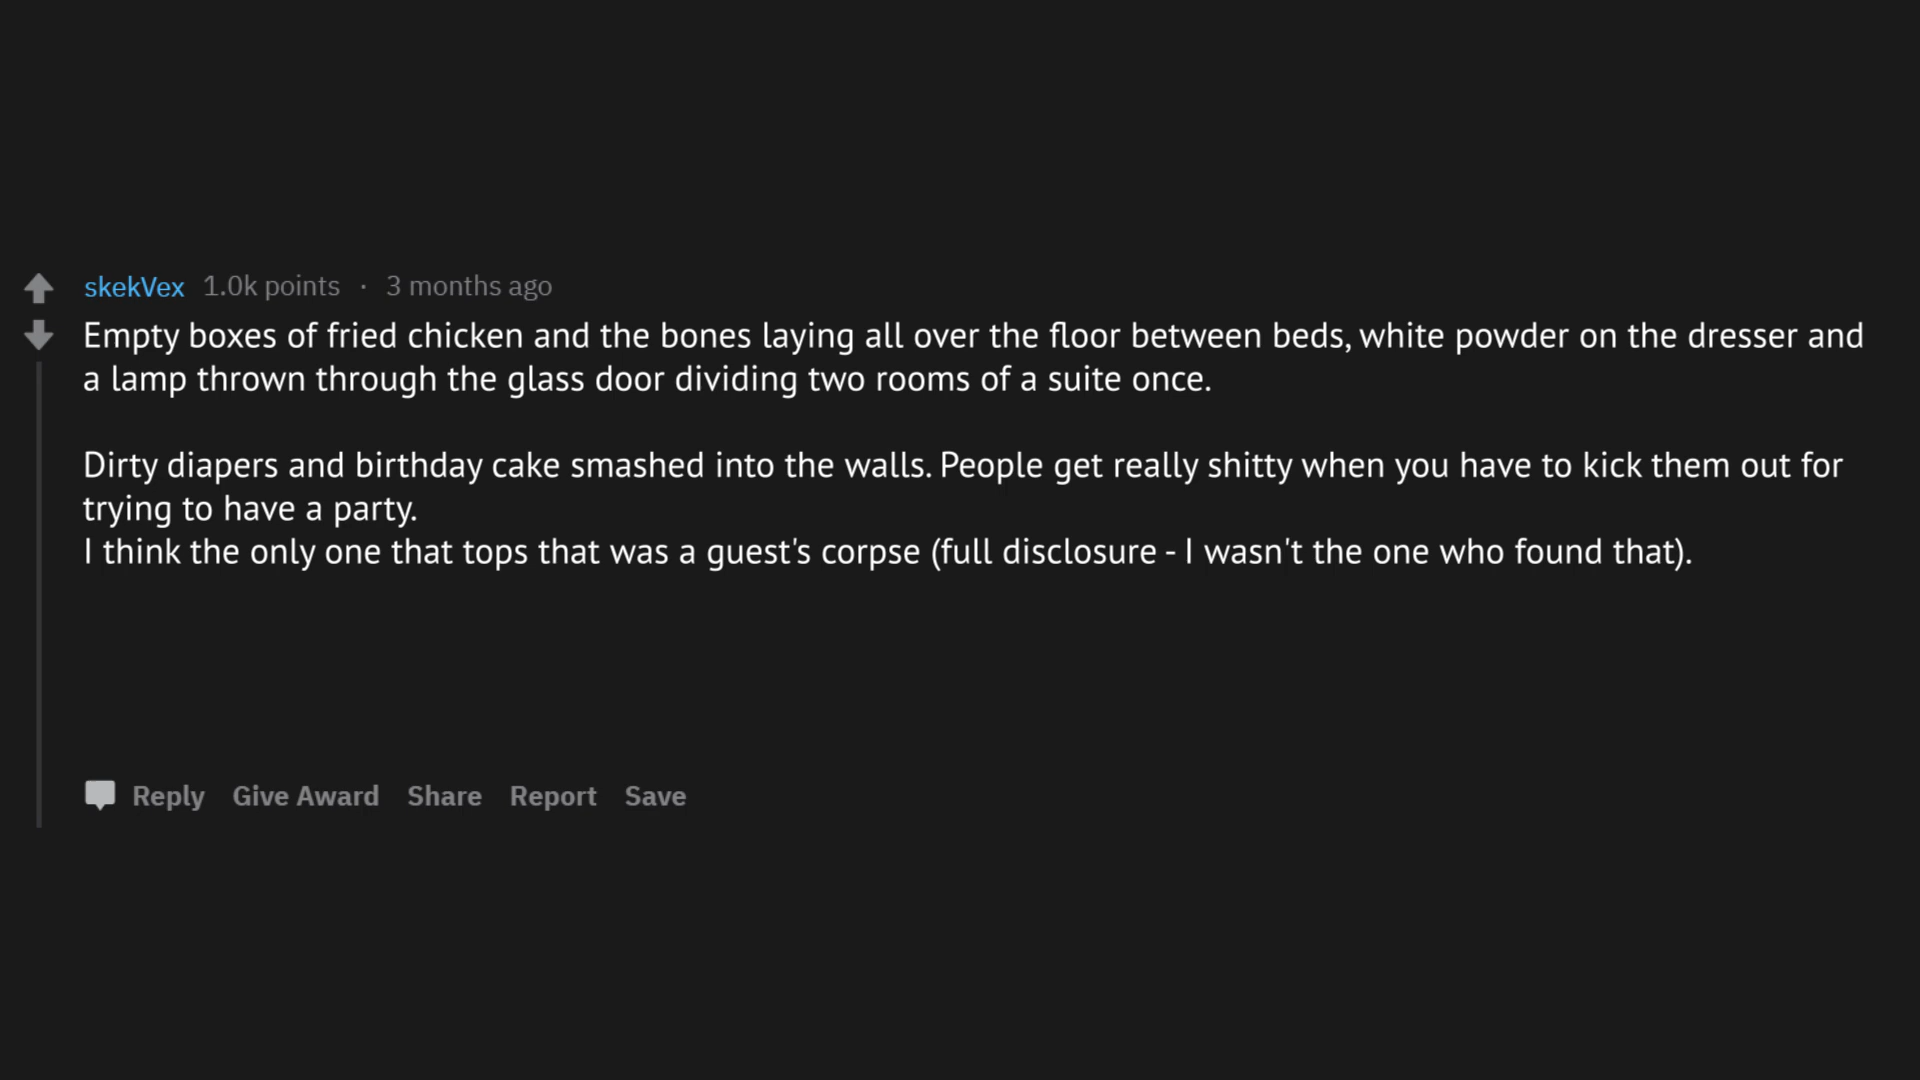 skekVex 1.0k points · 3 months ago
Empty boxes of fried chicken and the bones laying all over the floor between beds, white powder on the dresser and
a lamp thrown through the glass door dividing two rooms of a suite once.
Dirty diapers and birthday cake smashed into the walls. People get really shitty when you have to kick them out for
trying to have a party.
I think the only one that tops that was a guest's corpse (full disclosure - I wasn't the one who found that).
Reply Give Award Share Report Save